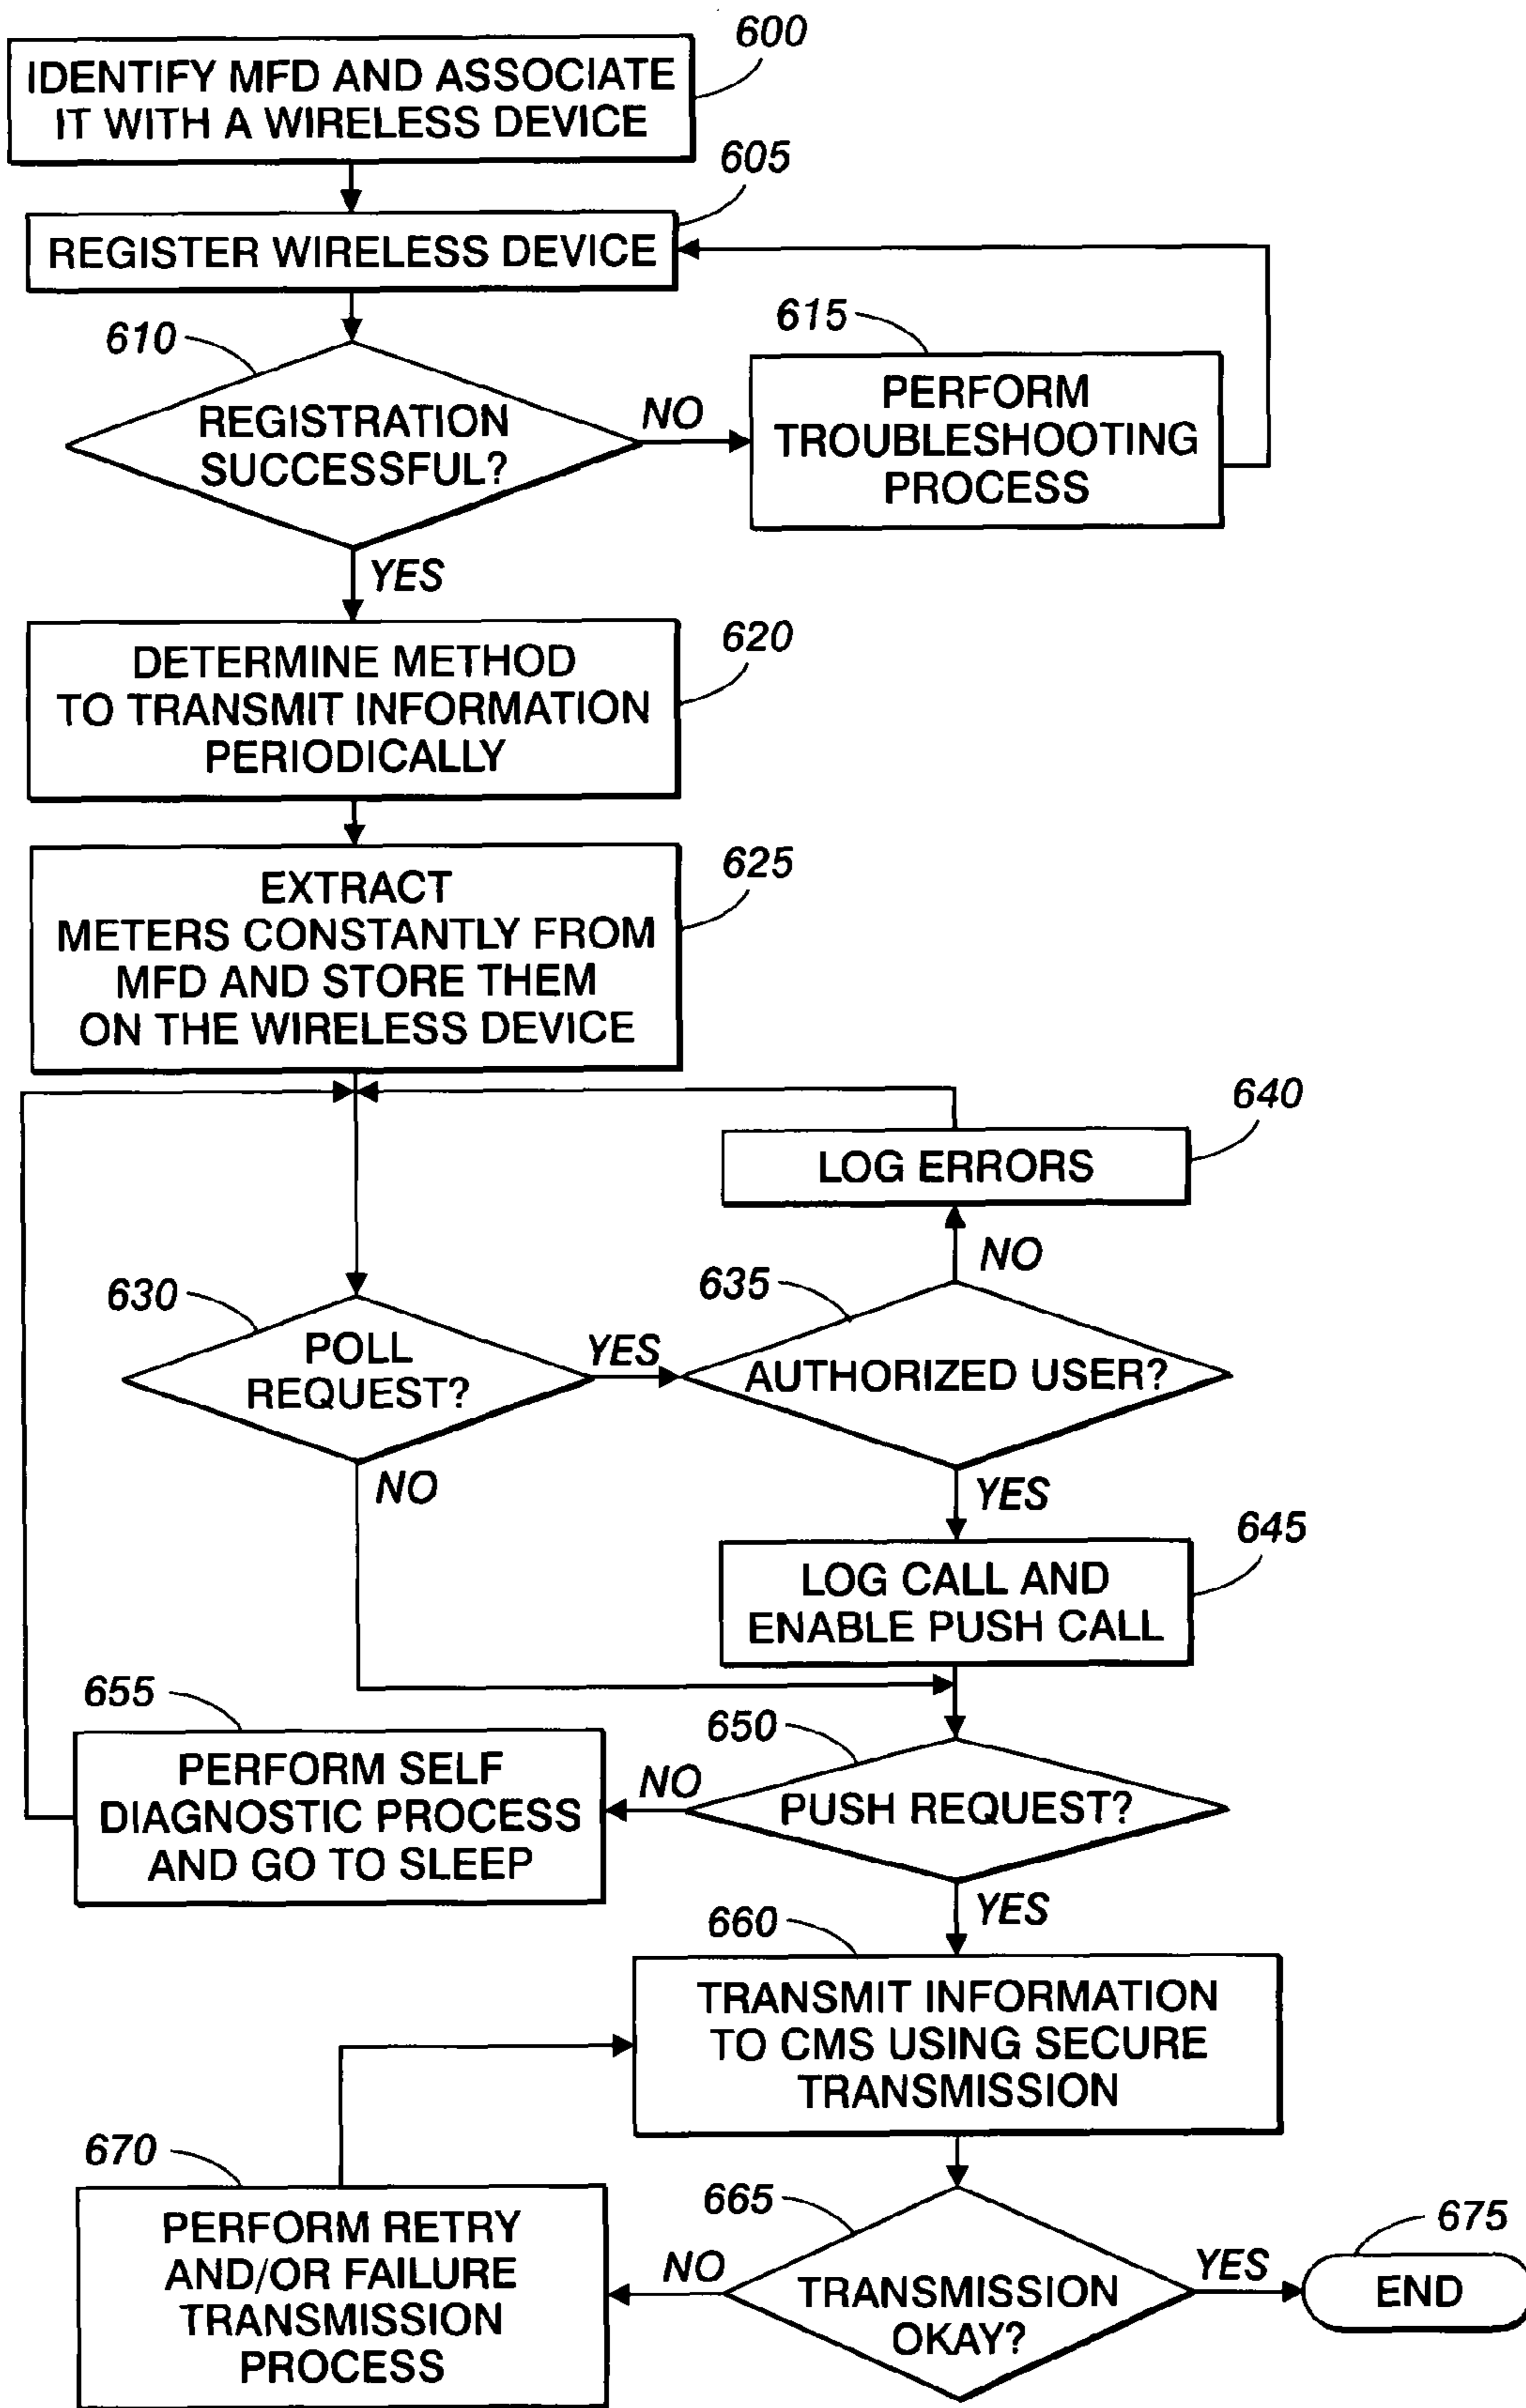 600
IDENTIFY MFD AND ASSOCIATE
IT WITH A WIRELESS DEVICE
605
REGISTER WIRELESS DEVICE
610
REGISTRATION
SUCCESSFUL?
NO
615
PERFORM
TROUBLESHOOTING
PROCESS
YES
620
DETERMINE METHOD
TO TRANSMIT INFORMATION
PERIODICALLY
625
EXTRACT
METERS CONSTANTLY FROM
MFD AND STORE THEM
ON THE WIRELESS DEVICE
640
LOG ERRORS
NO
630
POLL
REQUEST?
YES
635
AUTHORIZED USER?
NO
YES
645
LOG CALL AND
ENABLE PUSH CALL
655
PERFORM SELF
DIAGNOSTIC PROCESS
AND GO TO SLEEP
NO
650
PUSH REQUEST?
YES
660
TRANSMIT INFORMATION
TO CMS USING SECURE
TRANSMISSION
670
PERFORM RETRY
AND/OR FAILURE
TRANSMISSION
PROCESS
NO
665
TRANSMISSION
OKAY?
YES
675
END